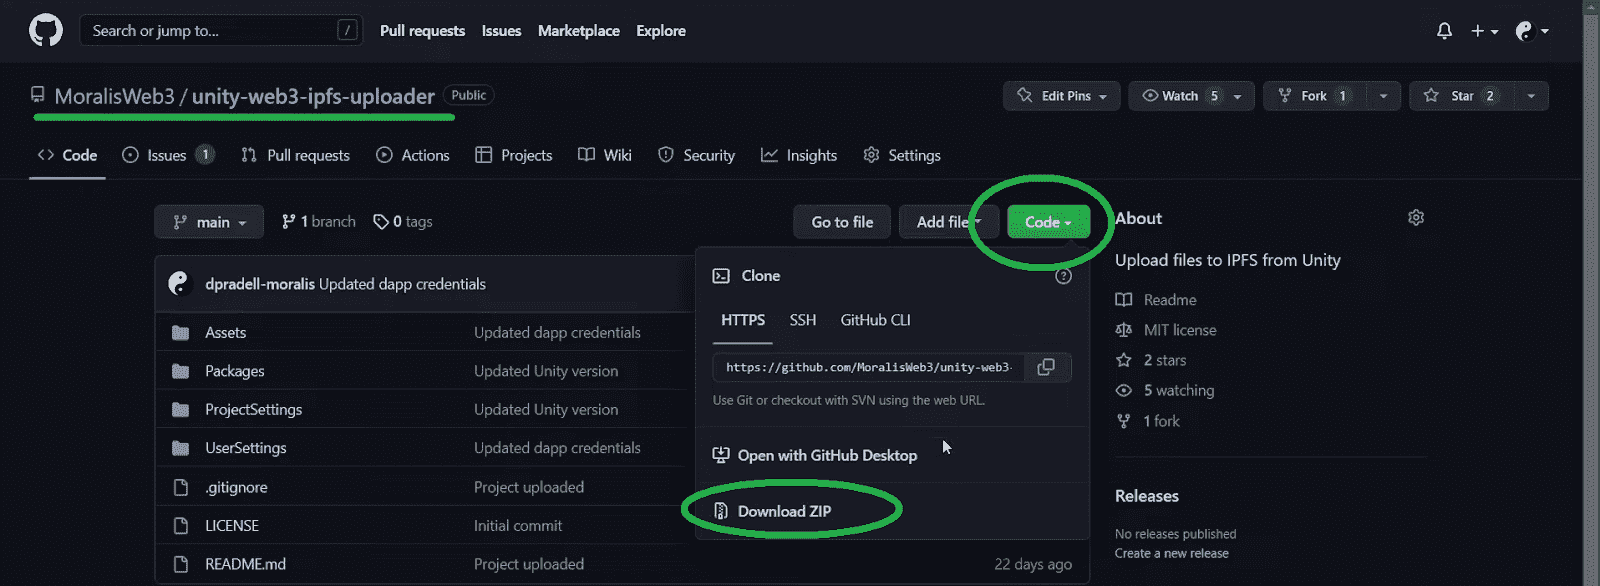 Search or jump to... / Pull requests Issues Marketplace Explore
MoralisWeb3 / unity-web3-ipfs-uploader Public Edit Pins Watch 5 Fork 1 Star 2
Code Issues 1 Pull requests Actions Projects Wiki Security Insights Settings
main 1 branch 0 tags Go to file Add file Code About
dpradell-moralis Updated dapp credentials Clone Upload files to IPFS from Unity
HTTPS SSH GitHub CLI Readme
Assets Updated dapp credentials MIT license
https://github.com/MoralisWeb3/unity-web3- 2 stars
Packages Updated Unity version 5 watching
Use Git or checkout with SVN using the web URL.
ProjectSettings Updated Unity version 1 fork
UserSettings Updated dapp credentials Open with GitHub Desktop
.gitignore Project uploaded Releases
Download ZIP
LICENSE Initial commit No releases published
Create a new release
README.md Project uploaded 22 days ago